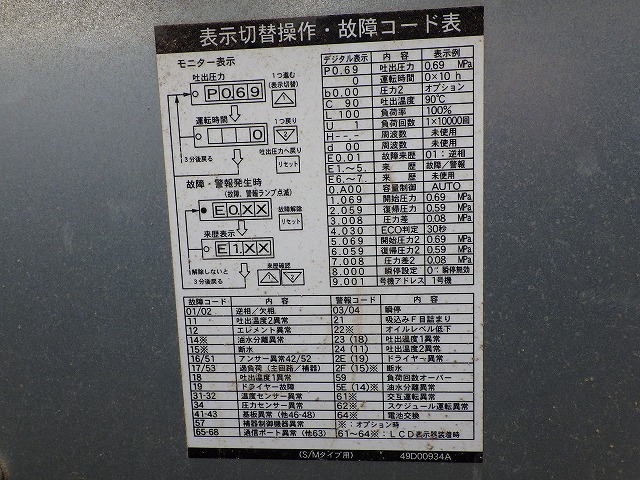 表示切替操作・故障コード表
モニター表示
吐出圧力
P0.69
1つ進む
(表示切替)
運転時間
0
1つ戻り
3分後戻る
吐出圧力へ戻り
リセット
故障・警報発生時
(故障、警報ランプ点滅)
E0.XX
故障解除
リセット
来歴表示
E1.XX
解除しないと
3分後戻る
来歴確認
デジタル表示 内容 表示例
P0.69 吐出圧力 0.69 MPa
0 運転時間 0×10 h
b0.00 圧力2 オプション
C 90 吐出温度 90℃
L 100 負荷率 100%
U 1 負荷回数 1×10000回
H--.- 周波数 未使用
d 00 周波数 未使用
E0.01 故障来歴 01:逆相
E1.~5. 来歴 故障/警報
E6.~7. 来歴 未使用
0.A00 容量制御 AUTO
1.069 開始圧力 0.69 MPa
2.059 復帰圧力 0.59 MPa
3.008 圧力差 0.08 MPa
4.030 ECO判定 30秒
5.069 開始圧力2 0.69 MPa
6.059 復帰圧力2 0.59 MPa
7.008 圧力差2 0.08 MPa
8.000 瞬停設定 0:瞬停無効
9.001 号機アドレス 1号機
故障コード 内容 警報コード 内容
01/02 逆相/欠相 03/04 瞬停
11 吐出温度2異常 21 吸込みF目詰まり
12 エレメント異常 22※ オイルレベル低下
14※ 油水分離異常 23 (18) 吐出温度1異常
15※ 断水 24 (11) 吐出温度2異常
16/51 アンサー異常42/52 2E (19) ドライヤー異常
17/53 過負荷(主回路/補器) 2F (15)※ 断水
18 吐出温度1異常 59 負荷回数オーバー
19 ドライヤー故障 5E (14)※ 油水分離異常
31-32 温度センサー異常 61※ 交互運転異常
34 圧力センサー異常 62※ スケジュール運転異常
41-43 基板異常(他46-48) 64※ 電池交換
57 補器制御機器異常 ※:オプション時
65-68 通信ポート異常(他63) 61~64※:LCD表示器装着時
(S/Mタイプ用) 49D00934A